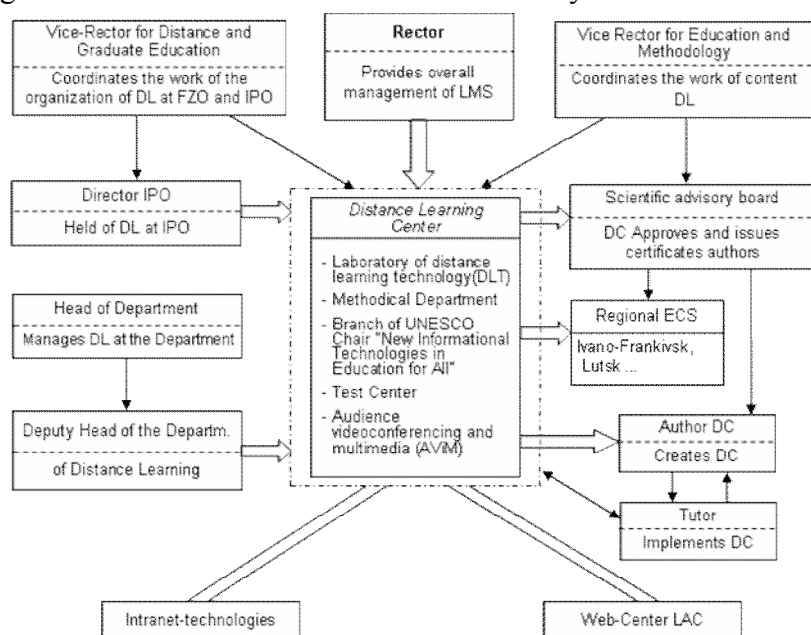 Vice-Rector for Distance and
Graduate Education
Coordinates the work of the
organization of DL at FZO and IPO
Rector
Provides overall
management of LMS
Vice Rector for Education and
Methodology
Coordinates the work of content
DL
Director IPO
Held of DL at IPO
Distance Learning
Center
- Laboratory of distance
learning technology(DLT)
- Methodical Department
- Branch of UNESCO
Chair "New Informational
Technologies in
Education for All"
- Test Center
- Audience
videoconferencing and
multimedia (AViM)
Scientific advisory board
DC Approves and issues
certificates authors
Head of Department
Manages DL at the Department
Regional ECS
Ivano-Frankivsk,
Lutsk ...
Deputy Head of the Departm.
of Distance Learning
Author DC
Creates DC
Tutor
Implements DC
Intranet-technologies
Web-Center LAC